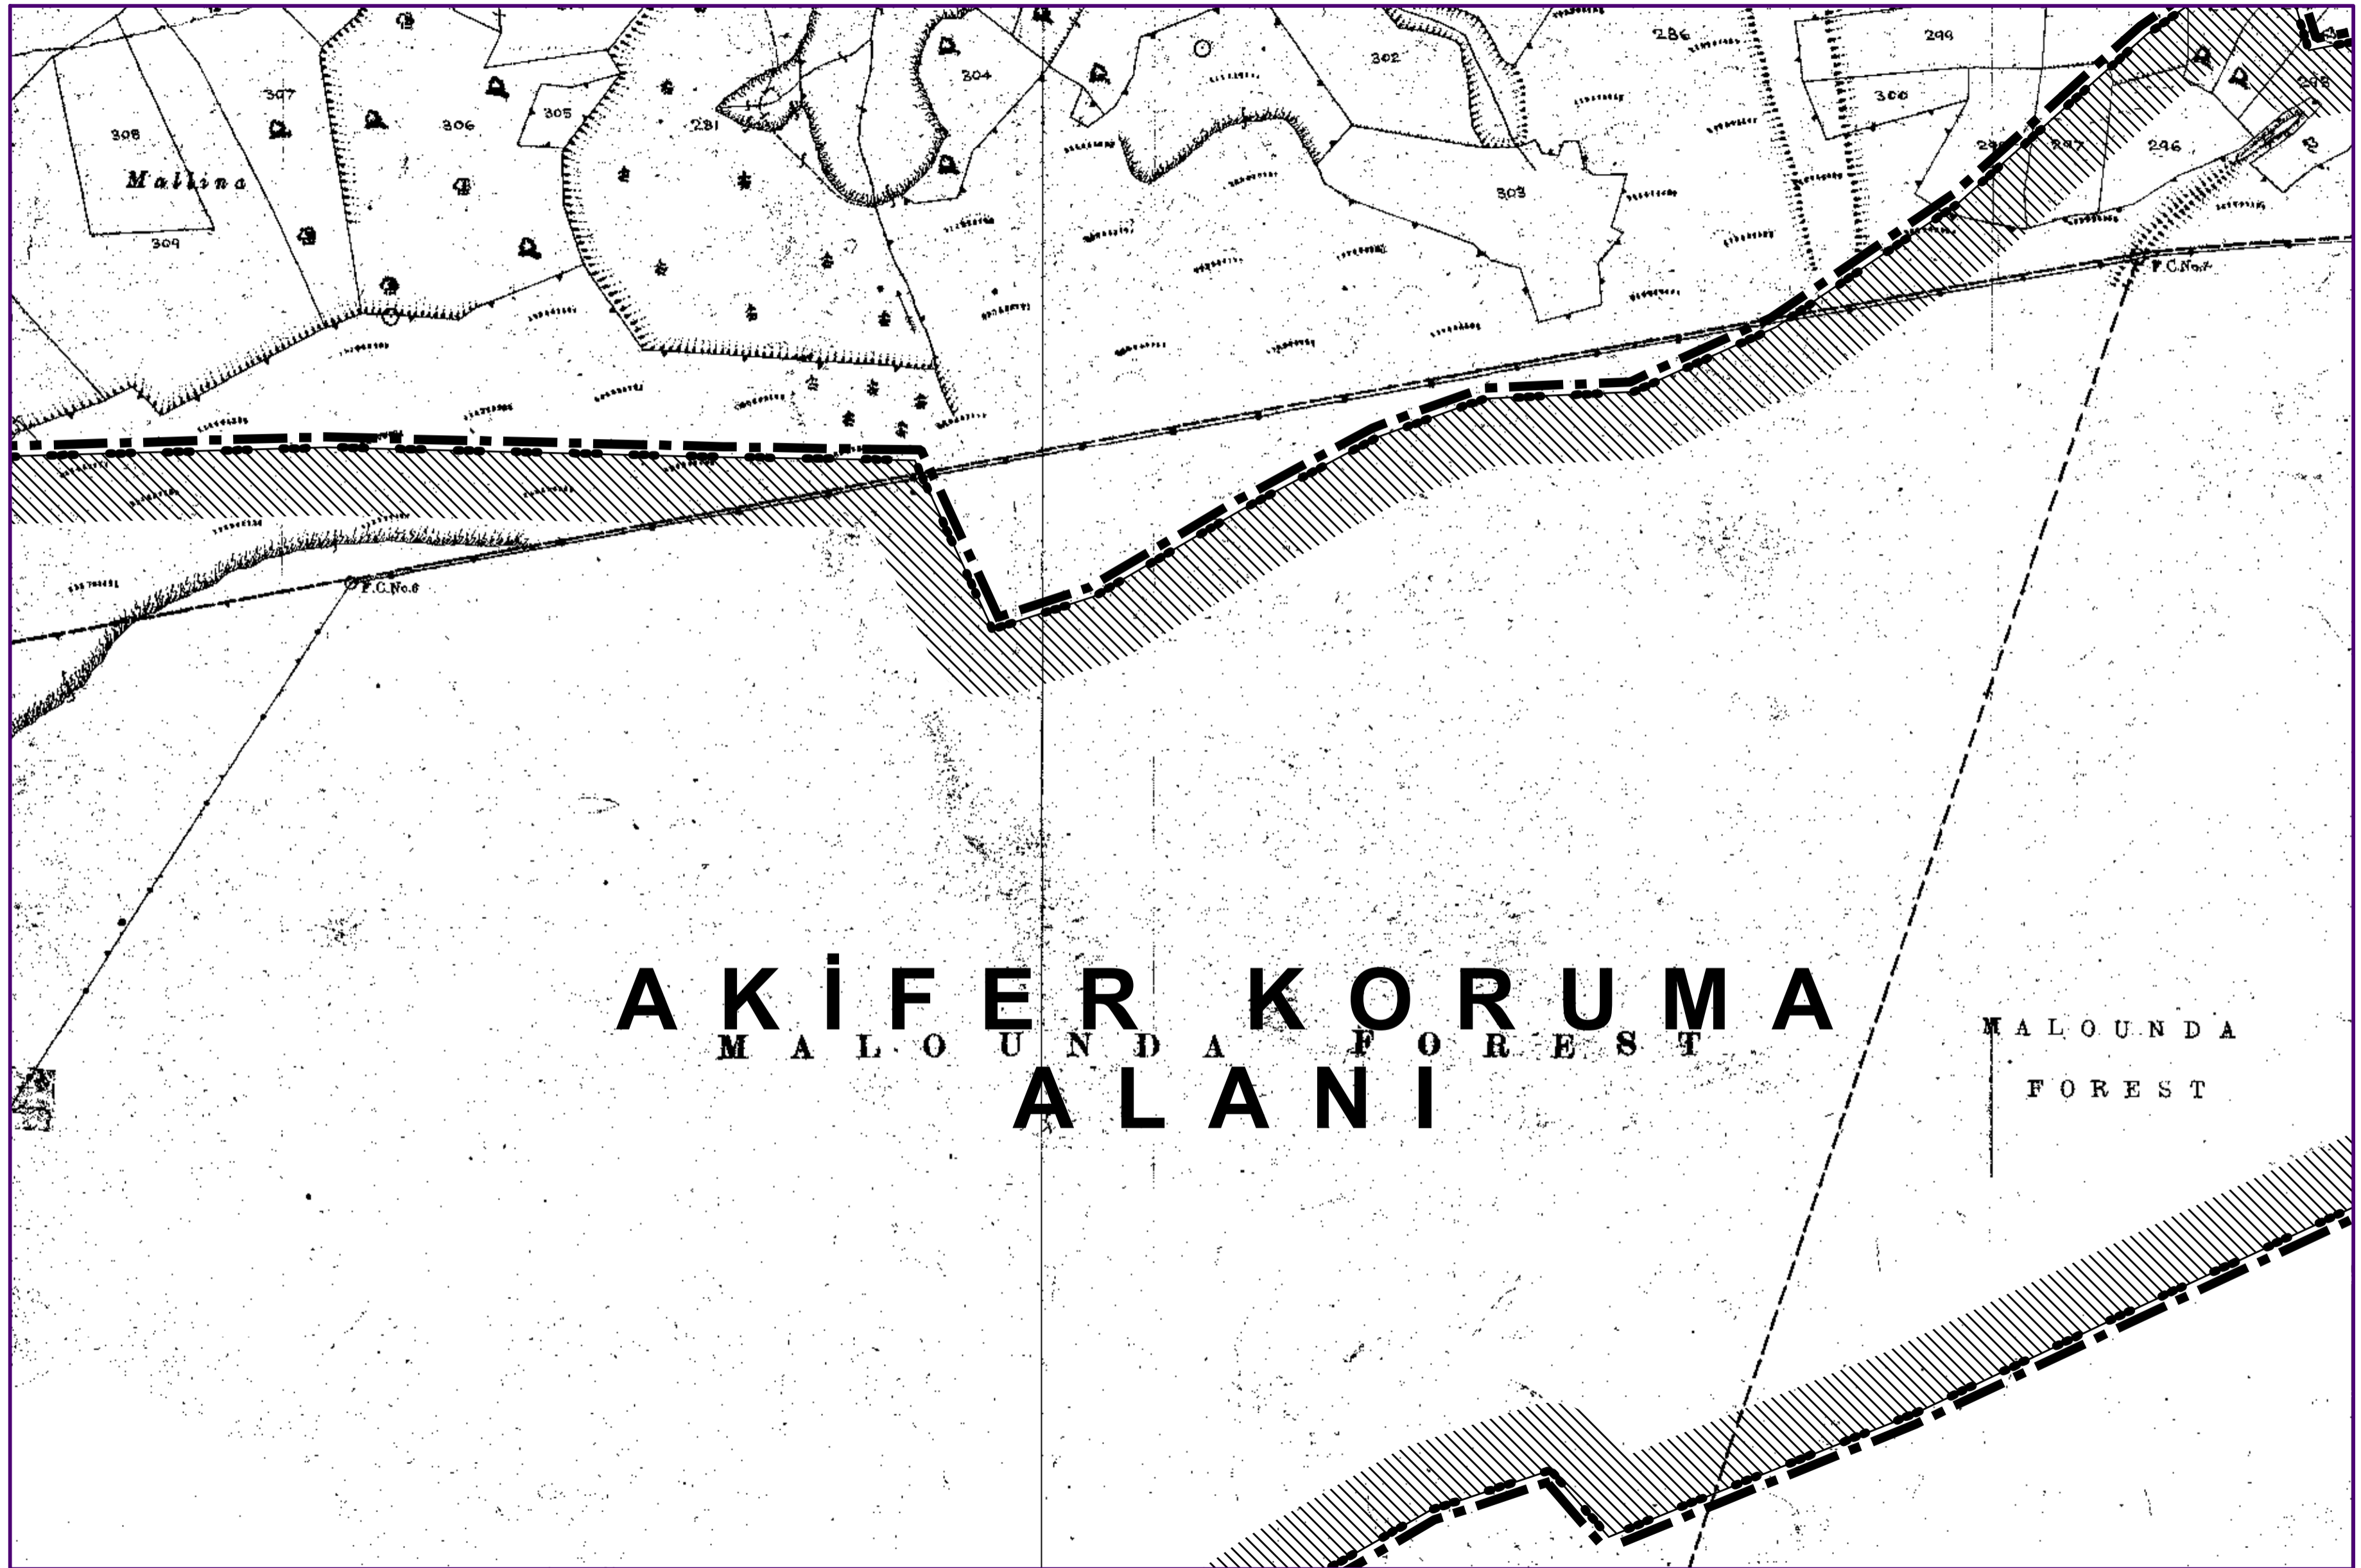 286
299
302
304
307
300
298
305
306
281
308
297
296
Mallina
303
309
F.C.No.7
F.C.No.6
AKİFER KORUMA
MALOUNDA FOREST
ALANI
MALOUNDA
FOREST